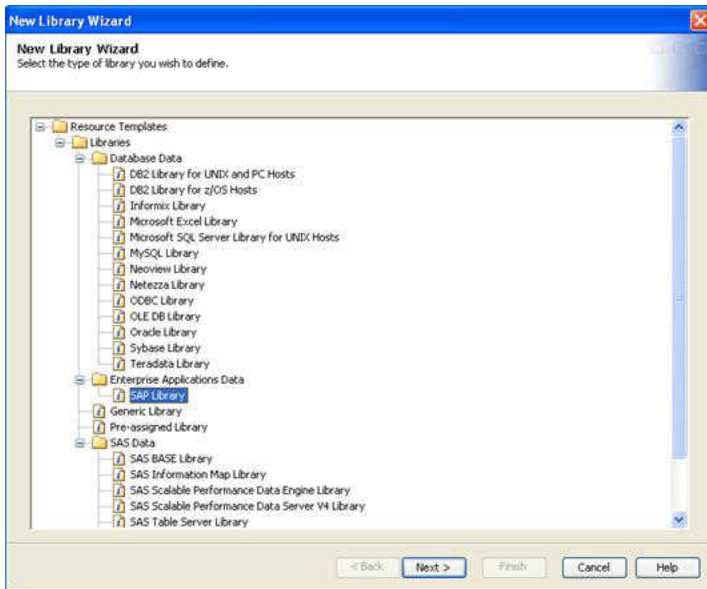 New Library Wizard
New Library Wizard
Select the type of library you wish to define.
Resource Templates
Libraries
Database Data
DB2 Library for UNIX and PC Hosts
DB2 Library for z/OS Hosts
Informix Library
Microsoft Excel Library
Microsoft SQL Server Library for UNIX Hosts
MySQL Library
Neoview Library
Netezza Library
ODBC Library
OLE DB Library
Oracle Library
Sybase Library
Teradata Library
Enterprise Applications Data
SAP Library
Generic Library
Pre-assigned Library
SAS Data
SAS BASE Library
SAS Information Map Library
SAS Scalable Performance Data Engine Library
SAS Scalable Performance Data Server V4 Library
SAS Table Server Library
< Back Next > Finish Cancel Help